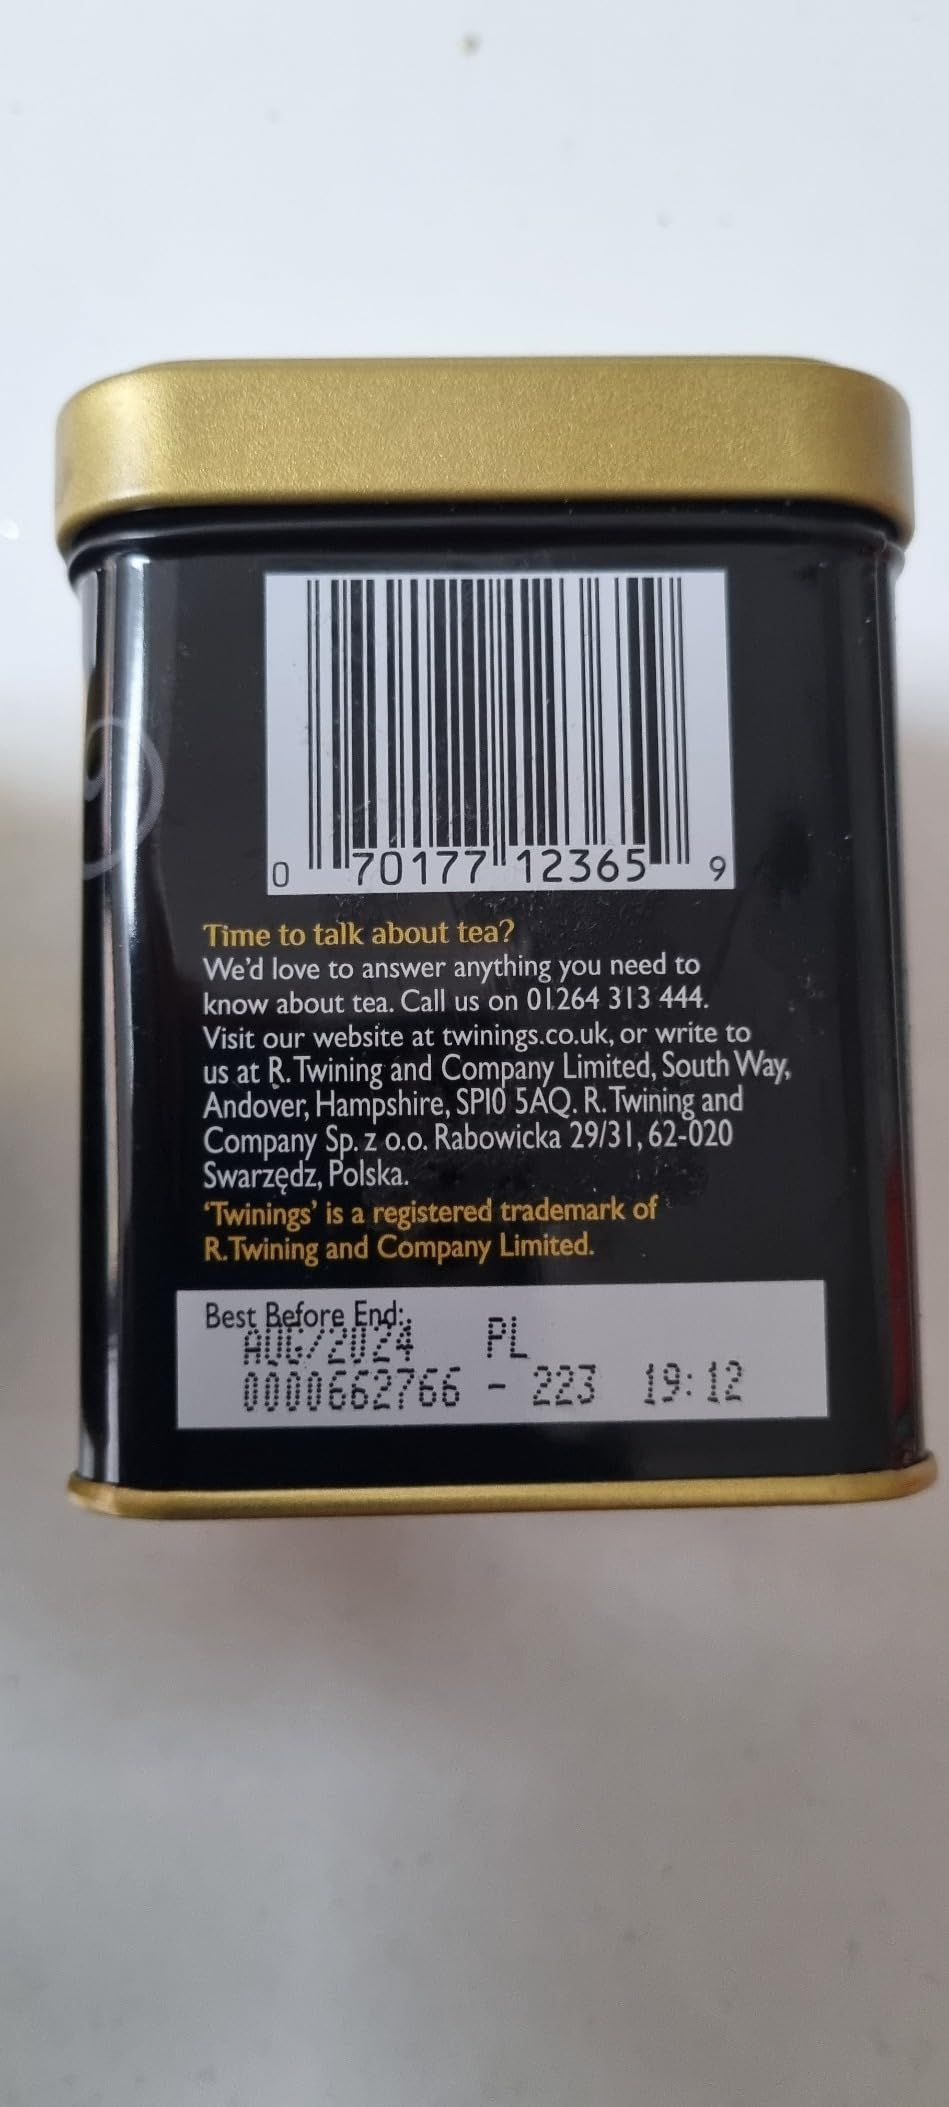 0 70177 12365 9
Time to talk about tea?
We'd love to answer anything you need to
know about tea. Call us on 01264 313 444.
Visit our website at twinings.co.uk, or write to
us at R. Twining and Company Limited, South Way,
Andover, Hampshire, SP10 5AQ. R. Twining and
Company Sp. z o.o. Rabowicka 29/31, 62-020
Swarzędz, Polska.
'Twinings' is a registered trademark of
R. Twining and Company Limited.
Best Before End:
AUG/2024 PL
0000662766 - 223 19:12